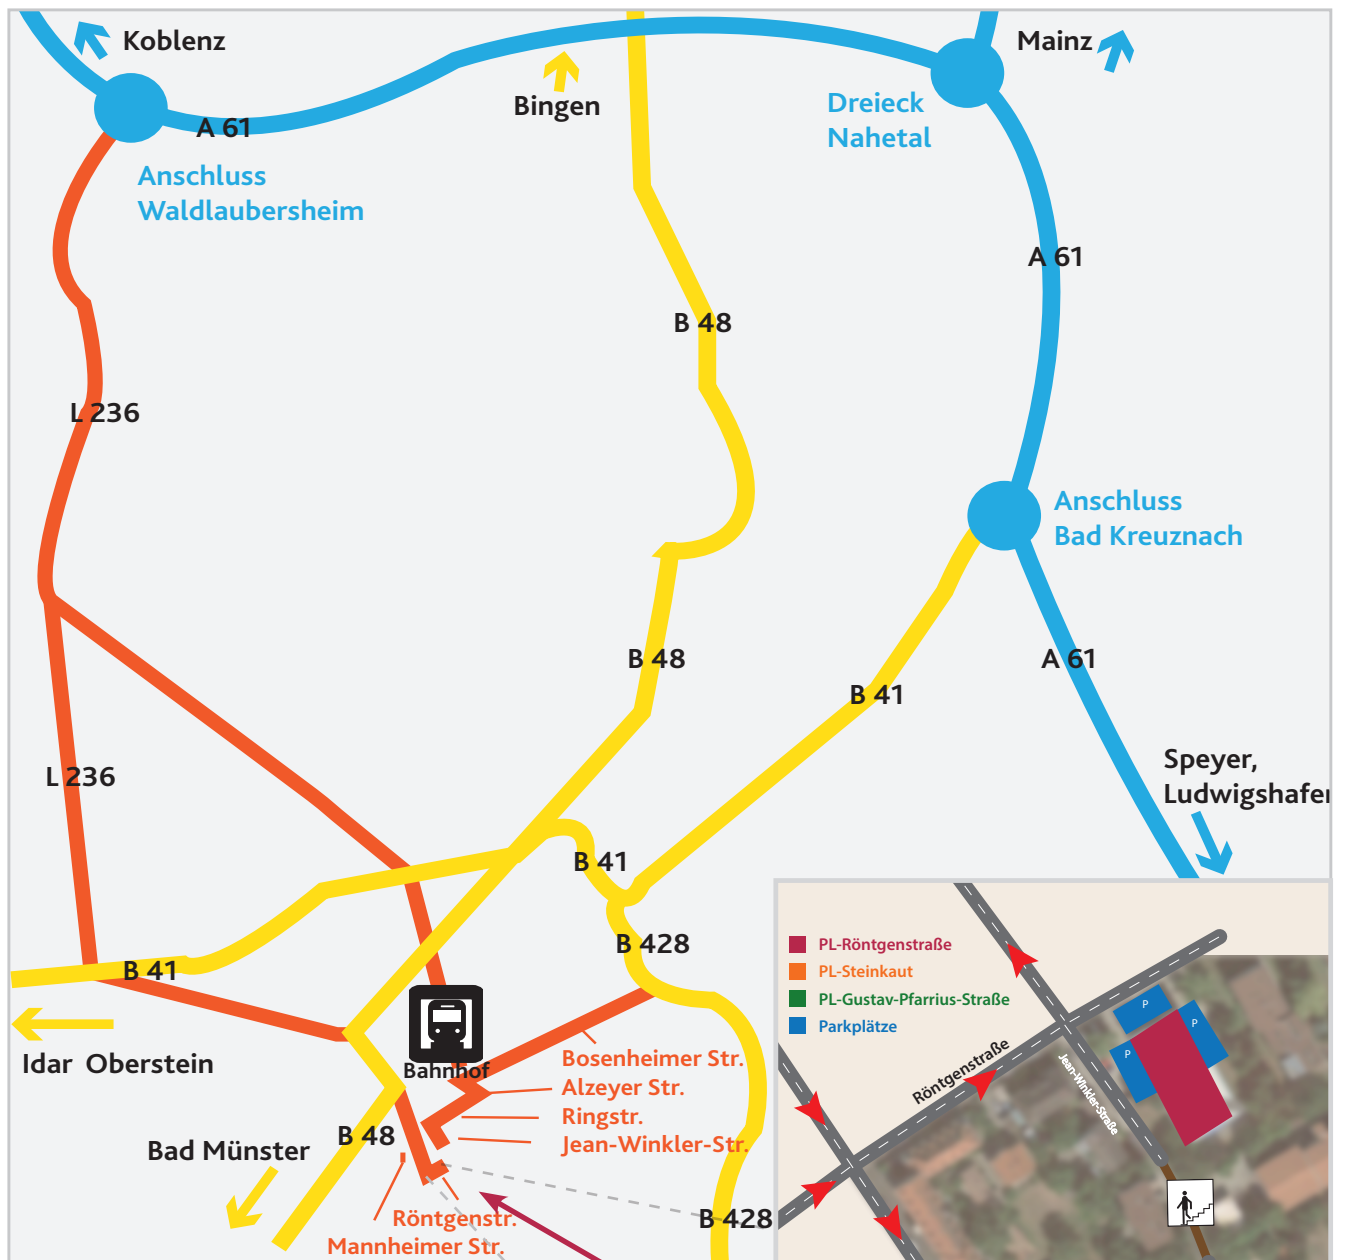 Koblenz
Mainz
Bingen
Dreieck
Nahetal
A 61
Anschluss
Waldlaubersheim
A 61
B 48
L 236
Anschluss
Bad Kreuznach
B 48
A 61
B 41
Speyer,
L 236
B 41
B 428
PL-Röntgenstraße
B 41
PL-Steinkaut
PL-Gustav-Pfarrius-Straße
Parkplätze
P
P
P
Idar Oberstein
Bahnhof
Bosenheimer Str.
Alzeyer Str.
Ringstr.
Jean-Winkler-Str.
Röntgenstraße
Jean-Winkler-Straße
Bad Münster
B 48
Röntgenstr.
Mannheimer Str.
B 428